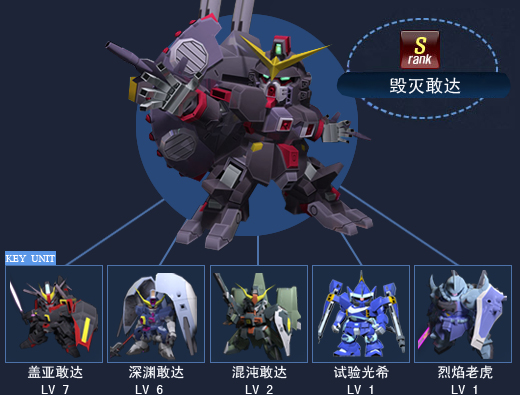 S
rank
毁灭敢达
KEY UNIT
盖亚敢达
LV 7
深渊敢达
LV 6
混沌敢达
LV 2
试验光希
LV 1
烈焰老虎
LV 1